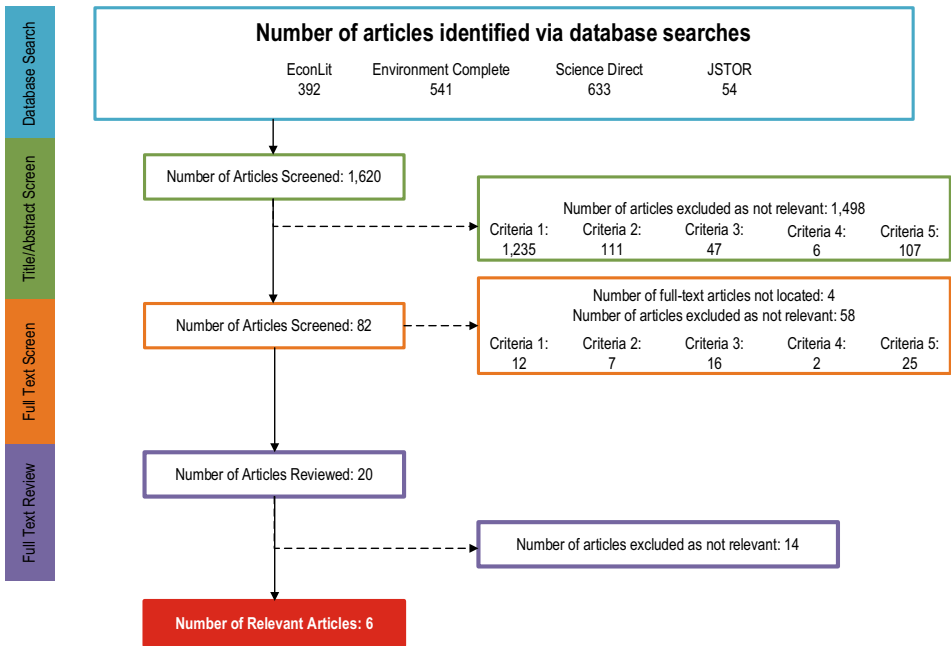 Database Search
Number of articles identified via database searches
EconLit Environment Complete Science Direct JSTOR
392 541 633 54
Title/Abstract Screen
Number of Articles Screened: 1,620
Number of articles excluded as not relevant: 1,498
Criteria 1: Criteria 2: Criteria 3: Criteria 4: Criteria 5:
1,235 111 47 6 107
Full Text Screen
Number of Articles Screened: 82
Number of full-text articles not located: 4
Number of articles excluded as not relevant: 58
Criteria 1: Criteria 2: Criteria 3: Criteria 4: Criteria 5:
12 7 16 2 25
Full Text Review
Number of Articles Reviewed: 20
Number of articles excluded as not relevant: 14
Number of Relevant Articles: 6